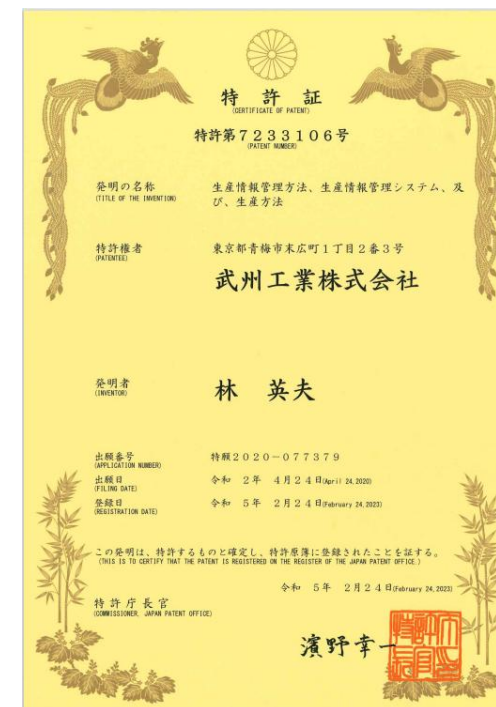 特許証
(CERTIFICATE OF PATENT)
特許第7233106号
(PATENT NUMBER)
発明の名称
(TITLE OF THE INVENTION)
生産情報管理方法、生産情報管理システム、及
び、生産方法
特許権者
(PATENTEE)
東京都青梅市末広町1丁目2番3号
武州工業株式会社
発明者
(INVENTOR)
林 英夫
出願番号
(APPLICATION NUMBER)
特願2020-077379
出願日
(FILING DATE)
令和 2年 4月24日(April 24,2020)
登録日
(REGISTRATION DATE)
令和 5年 2月24日(February 24,2023)
この発明は、特許するものと確定し、特許原簿に登録されたことを証する。
(THIS IS TO CERTIFY THAT THE PATENT IS REGISTERED ON THE REGISTER OF THE JAPAN PATENT OFFICE.)
令和 5年 2月24日(February 24,2023)
特許庁長官
(COMMISSIONER, JAPAN PATENT OFFICE)
濱野幸一